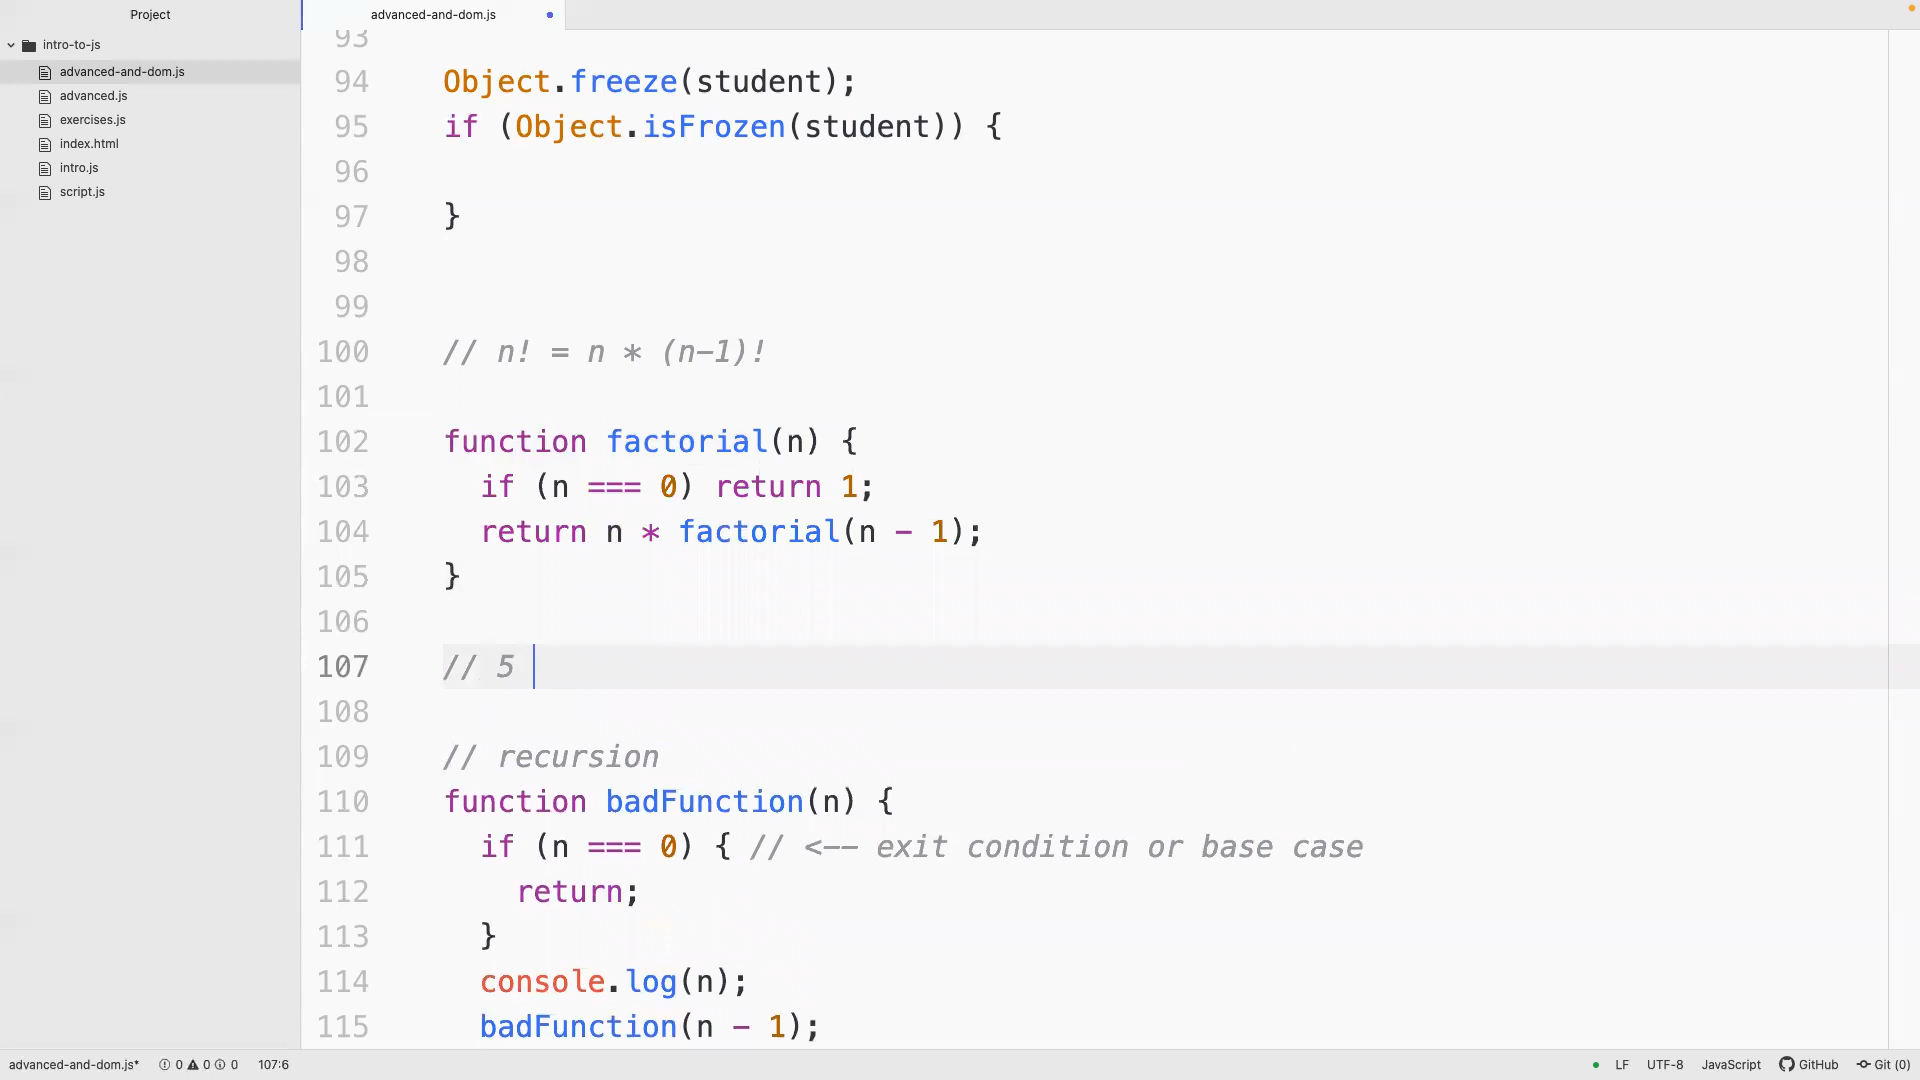 Project
advanced-and-dom.js
intro-to-js
advanced-and-dom.js
advanced.js
exercises.js
index.html
intro.js
script.js
93
94 Object.freeze(student);
95 if (Object.isFrozen(student)) {
96
97 }
98
99
100 // n! = n * (n-1)!
101
102 function factorial(n) {
103 if (n === 0) return 1;
104 return n * factorial(n - 1);
105 }
106
107 // 5
108
109 // recursion
110 function badFunction(n) {
111 if (n === 0) { // <-- exit condition or base case
112 return;
113 }
114 console.log(n);
115 badFunction(n - 1);
advanced-and-dom.js* 0 0 0 107:6 LF UTF-8 JavaScript GitHub Git (0)